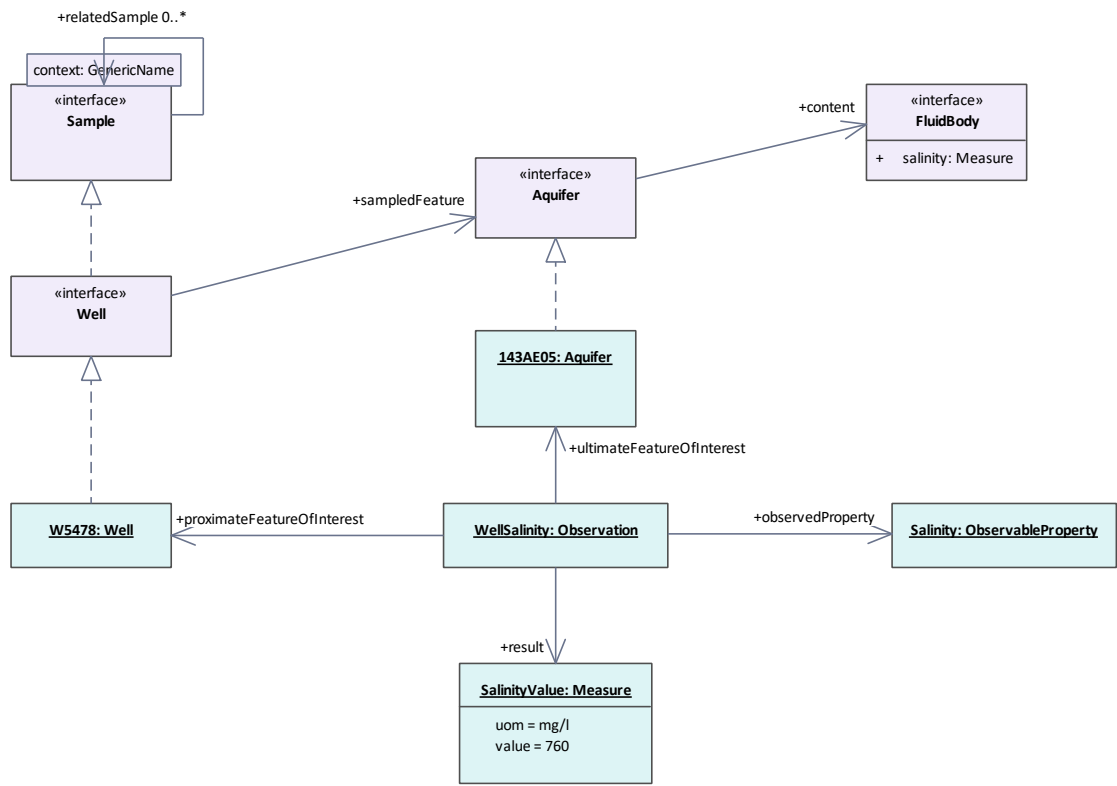 +relatedSample 0..*
context: GenericName
«interface»
Sample
«interface»
FluidBody
+ salinity: Measure
+content
«interface»
Aquifer
+sampledFeature
«interface»
Well
143AE05: Aquifer
+ultimateFeatureOfInterest
W5478: Well
+proximateFeatureOfInterest
WellSalinity: Observation
+observedProperty
Salinity: ObservableProperty
+result
SalinityValue: Measure
uom = mg/l
value = 760